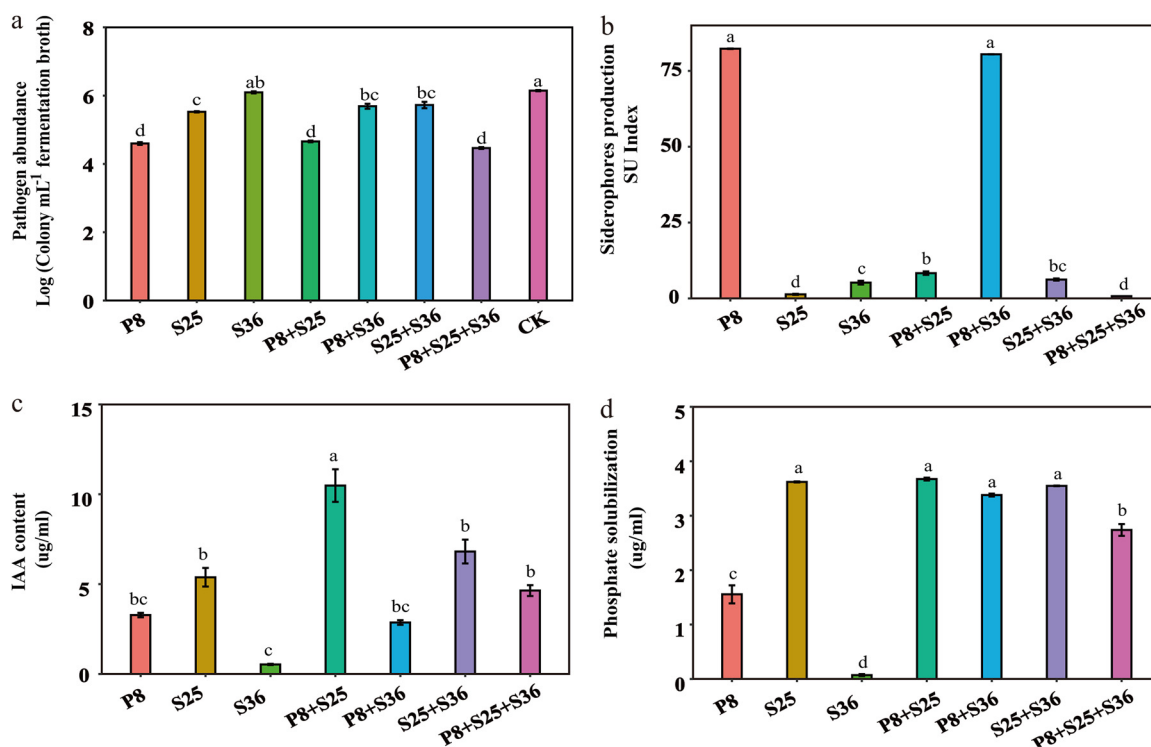 a
Pathogen abundance
Log (Colony mL⁻¹ fermentation broth)
8
6
4
2
0
d
c
ab
d
bc
bc
d
a
P8
S25
S36
P8+S25
P8+S36
S25+S36
P8+S25+S36
CK
b
Siderophores production
SU Index
75
50
25
0
a
d
c
b
a
bc
d
P8
S25
S36
P8+S25
P8+S36
S25+S36
P8+S25+S36
c
IAA content
(ug/ml)
15
10
5
0
bc
b
c
a
bc
b
b
P8
S25
S36
P8+S25
P8+S36
S25+S36
P8+S25+S36
d
Phosphate solubilization
(ug/ml)
5
4
3
2
1
0
c
a
d
a
a
a
b
P8
S25
S36
P8+S25
P8+S36
S25+S36
P8+S25+S36